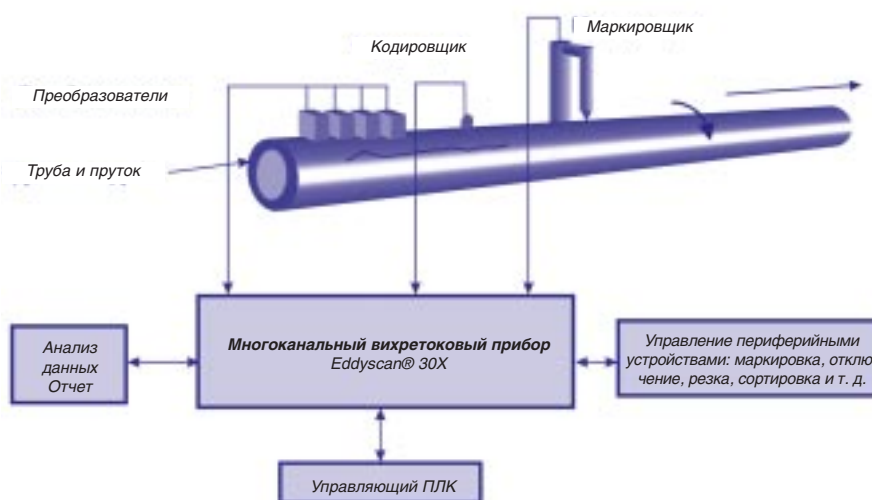 Маркировщик
Кодировщик
Преобразователи
Труба и пруток
Многоканальный вихретоковый прибор
Eddyscan® 30X
Анализ
данных
Отчет
Управление периферийными
устройствами: маркировка, отклю-
чение, резка, сортировка и т. д.
Управляющий ПЛК